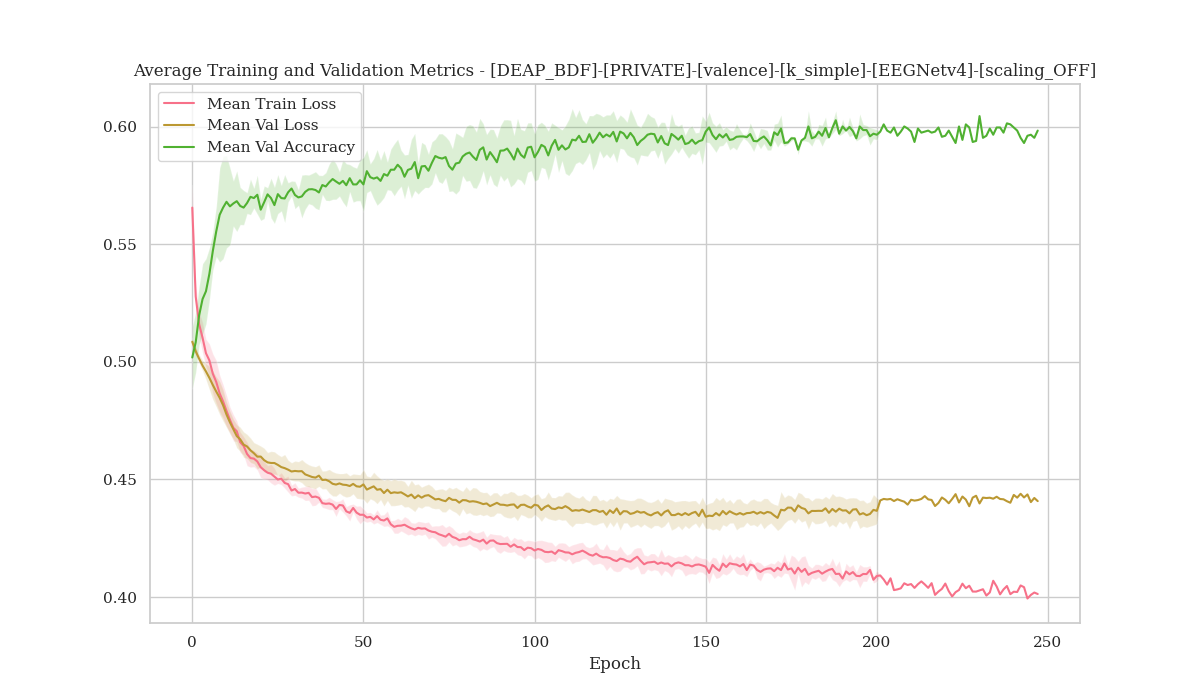 Average Training and Validation Metrics - [DEAP_BDF]-[PRIVATE]-[valence]-[k_simple]-[EEGNetv4]-[scaling_OFF]
Mean Train Loss
Mean Val Loss
Mean Val Accuracy
0.60
0.55
0.50
0.45
0.40
0 50 100 150 200 250
Epoch